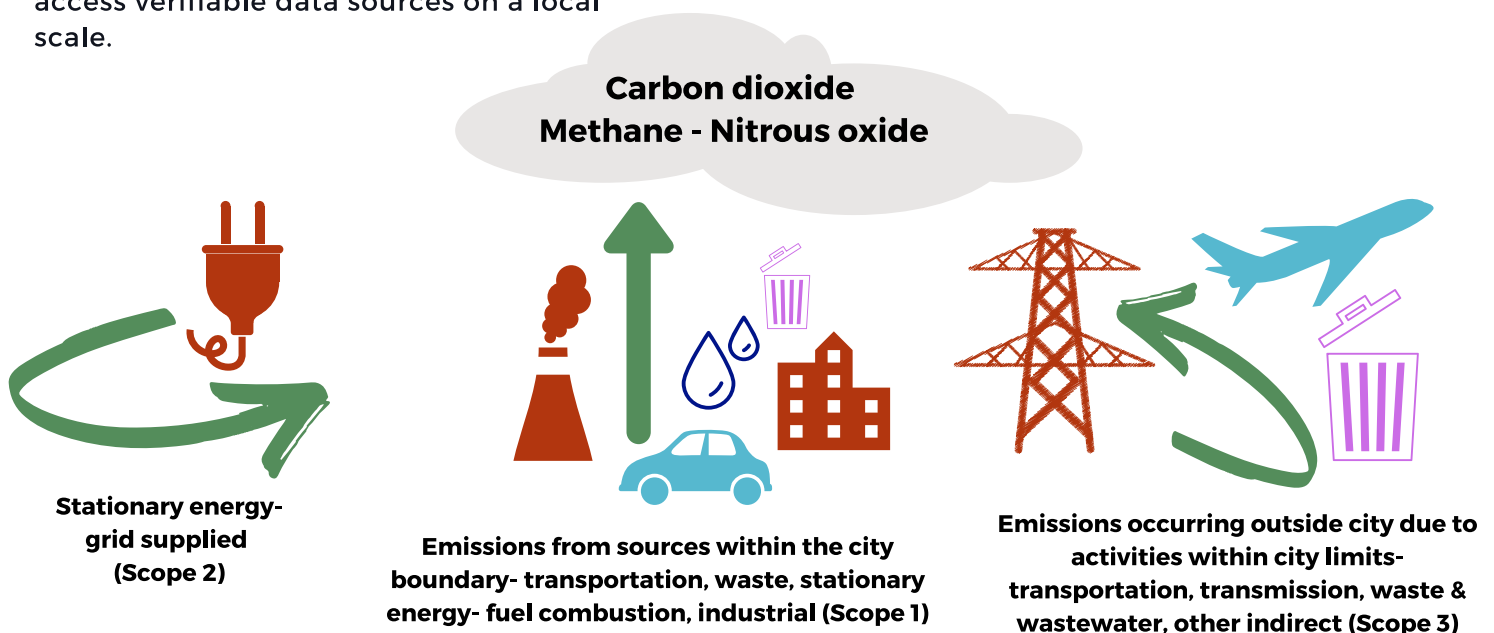 access verifiable data sources on a local
scale.
Carbon dioxide
Methane - Nitrous oxide
Stationary energy-
grid supplied
(Scope 2)
Emissions from sources within the city
boundary- transportation, waste, stationary
energy- fuel combustion, industrial (Scope 1)
Emissions occurring outside city due to
activities within city limits-
transportation, transmission, waste &
wastewater, other indirect (Scope 3)